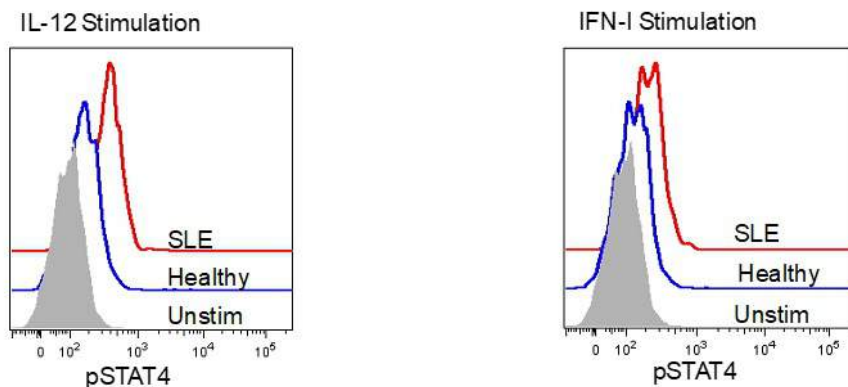 IL-12 Stimulation
SLE
Healthy
Unstim
0 10² 10³ 10⁴ 10⁵
pSTAT4
IFN-I Stimulation
SLE
Healthy
Unstim
0 10² 10³ 10⁴ 10⁵
pSTAT4